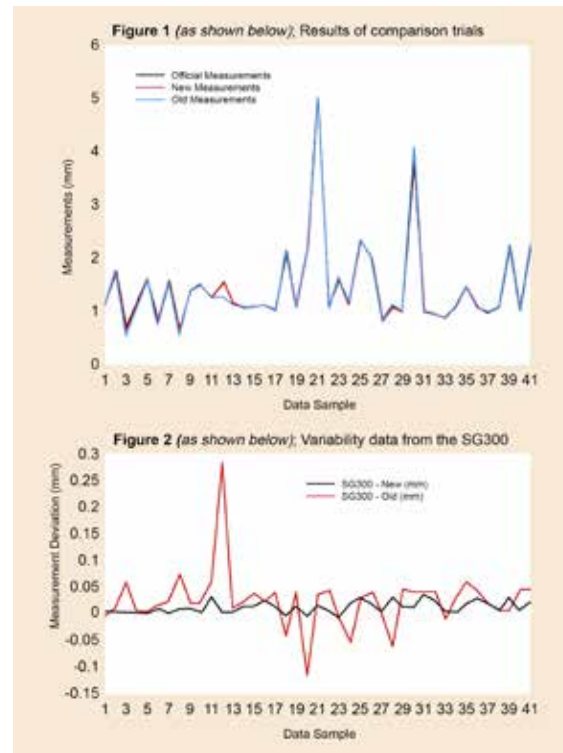 Figure 1 (as shown below); Results of comparison trials
6
5
4
3
2
1
0
Measurements (mm)
Official Measurements
New Measurements
Old Measurements
1 3 5 7 9 11 13 15 17 19 21 23 25 27 29 31 33 35 37 39 41
Data Sample
Figure 2 (as shown below); Variability data from the SG300
0.3
0.25
0.2
0.1
0.1
0.05
0
-0.05
-0.1
-0.15
Measurement Deviation (mm)
SG300 - New (mm)
SG300 - Old (mm)
1 3 5 7 9 11 13 15 17 19 21 23 25 27 29 31 33 35 37 39 41
Data Sample